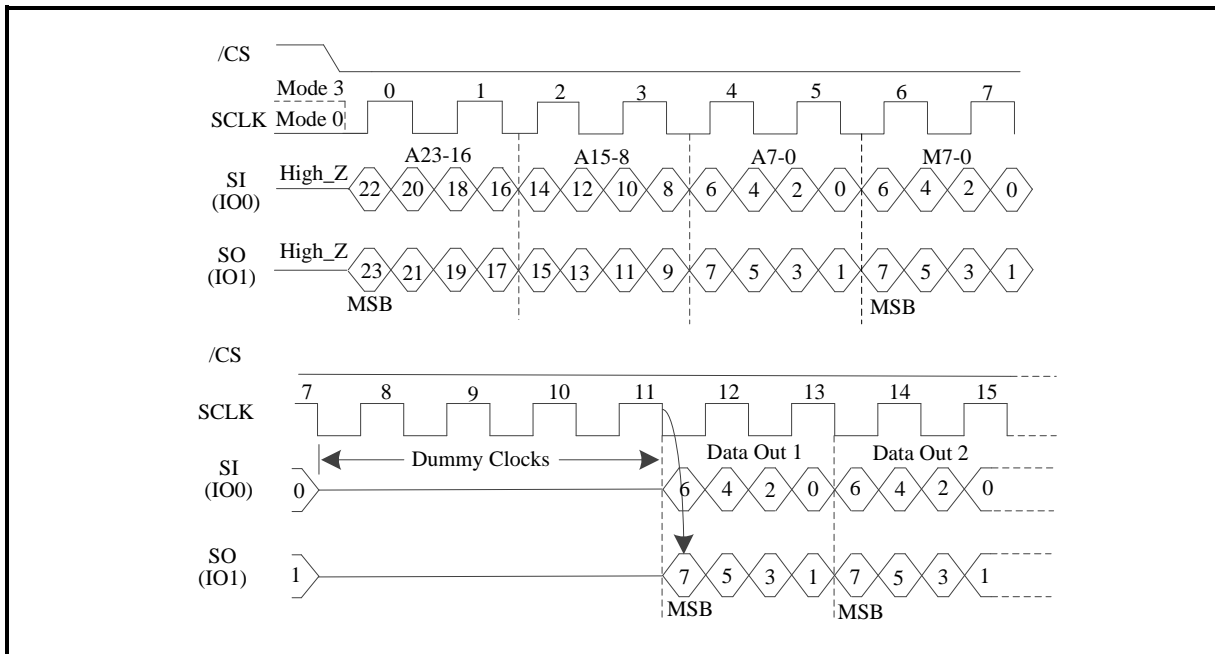 /CS
Mode 3
0 1 2 3 4 5 6 7
SCLK Mode 0
A23-16 A15-8 A7-0 M7-0
SI
(IO0)
High_Z
22 20 18 16 14 12 10 8 6 4 2 0 6 4 2 0
SO
(IO1)
High_Z
23 21 19 17 15 13 11 9 7 5 3 1 7 5 3 1
MSB MSB
/CS
7 8 9 10 11 12 13 14 15
SCLK
Dummy Clocks Data Out 1 Data Out 2
SI
(IO0)
0 6 4 2 0 6 4 2 0
SO
(IO1)
1 7 5 3 1 7 5 3 1
MSB MSB